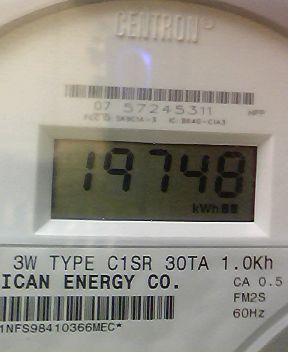 CENTRON
07 57245311
19748
kWh
3W TYPE C1SR 30TA 1.0Kh
ICAN ENERGY CO. CA 0.5
FM2S
60Hz
1NFS98410366MEC*